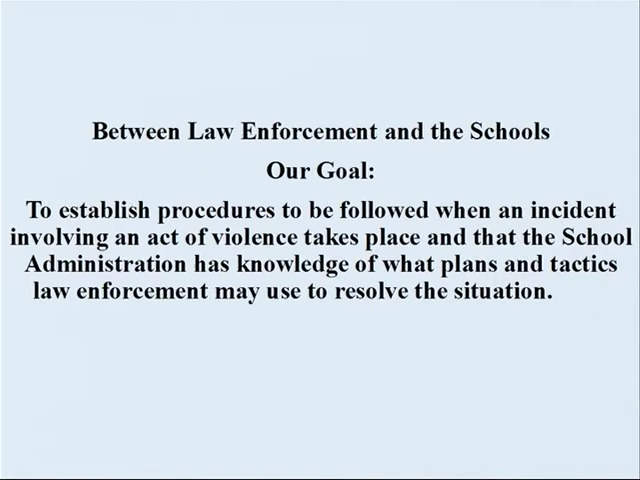 Between Law Enforcement and the Schools
Our Goal:
To establish procedures to be followed when an incident
involving an act of violence takes place and that the School
Administration has knowledge of what plans and tactics
law enforcement may use to resolve the situation.